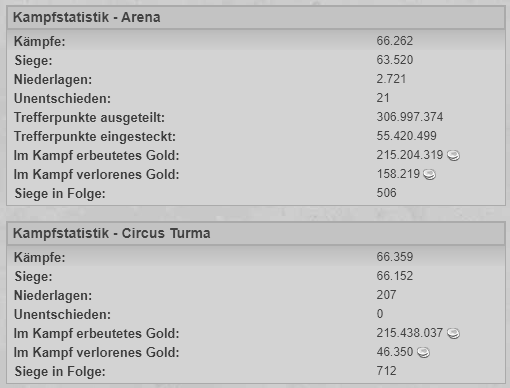 Kampfstatistik - Arena
Kämpfe: 66.262
Siege: 63.520
Niederlagen: 2.721
Unentschieden: 21
Trefferpunkte ausgeteilt: 306.997.374
Trefferpunkte eingesteckt: 55.420.499
Im Kampf erbeutetes Gold: 215.204.319
Im Kampf verlorenes Gold: 158.219
Siege in Folge: 506
Kampfstatistik - Circus Turma
Kämpfe: 66.359
Siege: 66.152
Niederlagen: 207
Unentschieden: 0
Im Kampf erbeutetes Gold: 215.438.037
Im Kampf verlorenes Gold: 46.350
Siege in Folge: 712